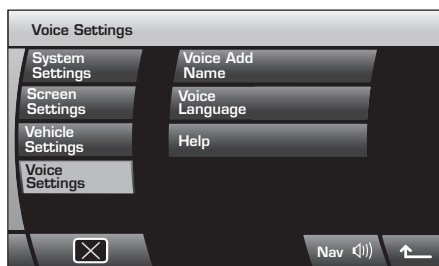 Voice Settings
System
Settings
Screen
Settings
Vehicle
Settings
Voice
Settings
Voice Add
Name
Voice
Language
Help
Nav